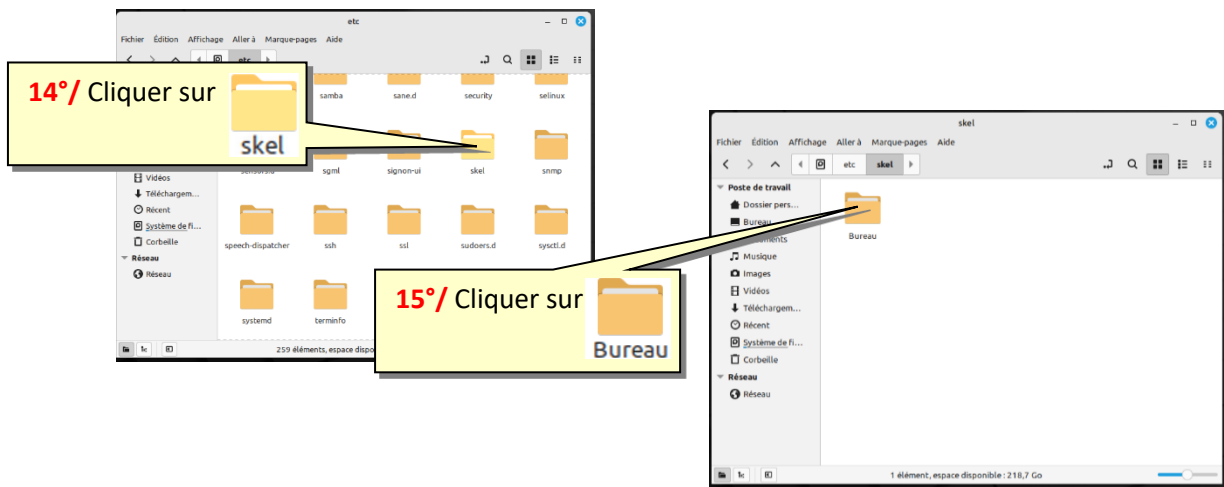 etc
Fichier Édition Affichage Aller à Marque-pages Aide
etc
14°/ Cliquer sur
skel
samba sane.d security selinux
sgml signon-ui skel snmp
Vidéos
Téléchargem...
Récent
Système de fi...
Corbeille
Réseau
Réseau
speech-dispatcher ssh ssl sudoers.d sysctl.d
systemd terminfo
259 éléments, espace dispo
15°/ Cliquer sur
Bureau
skel
Fichier Édition Affichage Aller à Marque-pages Aide
etc skel
Poste de travail
Dossier pers...
Bureau
Musique
Images
Vidéos
Téléchargem...
Récent
Système de fi...
Corbeille
Réseau
Réseau
Bureau
1 élément, espace disponible : 218,7 Go